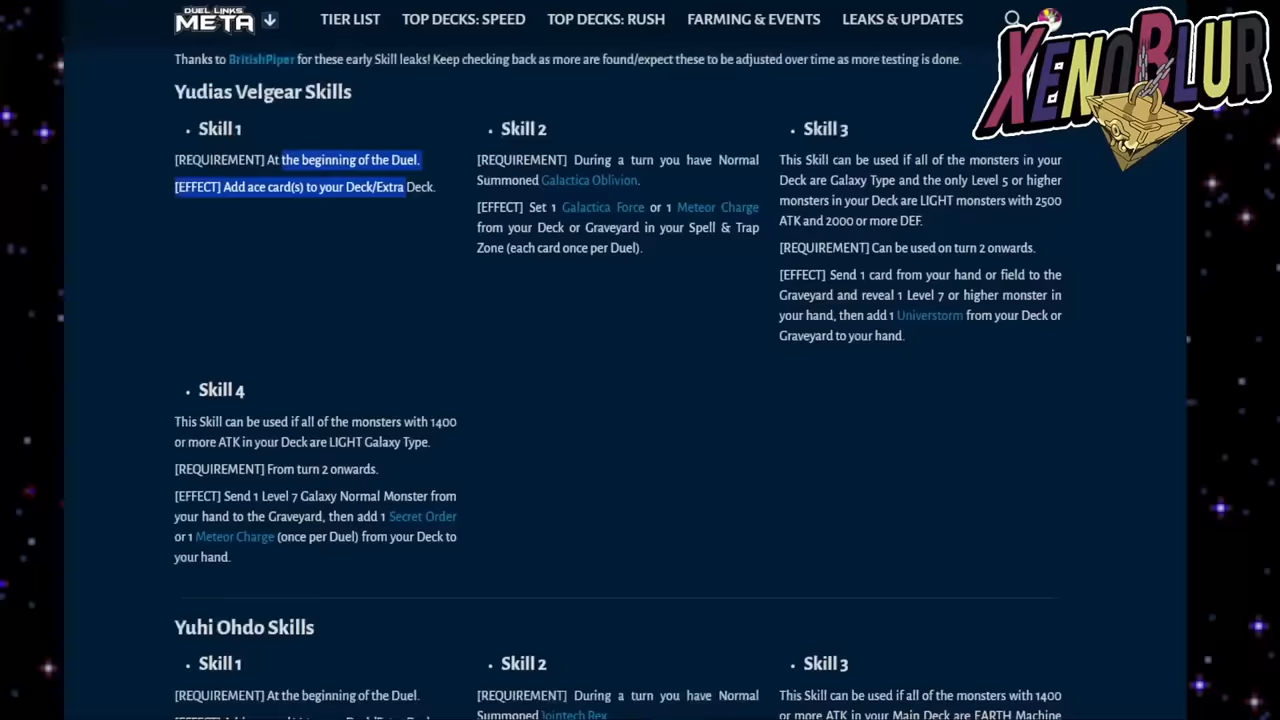 DUEL LINKS
META
TIER LIST
TOP DECKS: SPEED
TOP DECKS: RUSH
FARMING & EVENTS
LEAKS & UPDATES
XENOBLUR
Thanks to BritishPiper for these early Skill leaks! Keep checking back as more are found/expect these to be adjusted over time as more testing is done.
Yudias Velgear Skills
• Skill 1
[REQUIREMENT] At the beginning of the Duel.
[EFFECT] Add ace card(s) to your Deck/Extra Deck.
• Skill 2
[REQUIREMENT] During a turn you have Normal
Summoned Galactica Oblivion.
[EFFECT] Set 1 Galactica Force or 1 Meteor Charge
from your Deck or Graveyard in your Spell & Trap
Zone (each card once per Duel).
• Skill 3
This Skill can be used if all of the monsters in your
Deck are Galaxy Type and the only Level 5 or higher
monsters in your Deck are LIGHT monsters with 2500
ATK and 2000 or more DEF.
[REQUIREMENT] Can be used on turn 2 onwards.
[EFFECT] Send 1 card from your hand or field to the
Graveyard and reveal 1 Level 7 or higher monster in
your hand, then add 1 Universtorm from your Deck or
Graveyard to your hand.
• Skill 4
This Skill can be used if all of the monsters with 1400
or more ATK in your Deck are LIGHT Galaxy Type.
[REQUIREMENT] From turn 2 onwards.
[EFFECT] Send 1 Level 7 Galaxy Normal Monster from
your hand to the Graveyard, then add 1 Secret Order
or 1 Meteor Charge (once per Duel) from your Deck to
your hand.
Yuhi Ohdo Skills
• Skill 1
[REQUIREMENT] At the beginning of the Duel.
• Skill 2
[REQUIREMENT] During a turn you have Normal
Summoned Jointech Rex.
• Skill 3
This Skill can be used if all of the monsters with 1400
or more ATK in your Main Deck are EARTH Machine